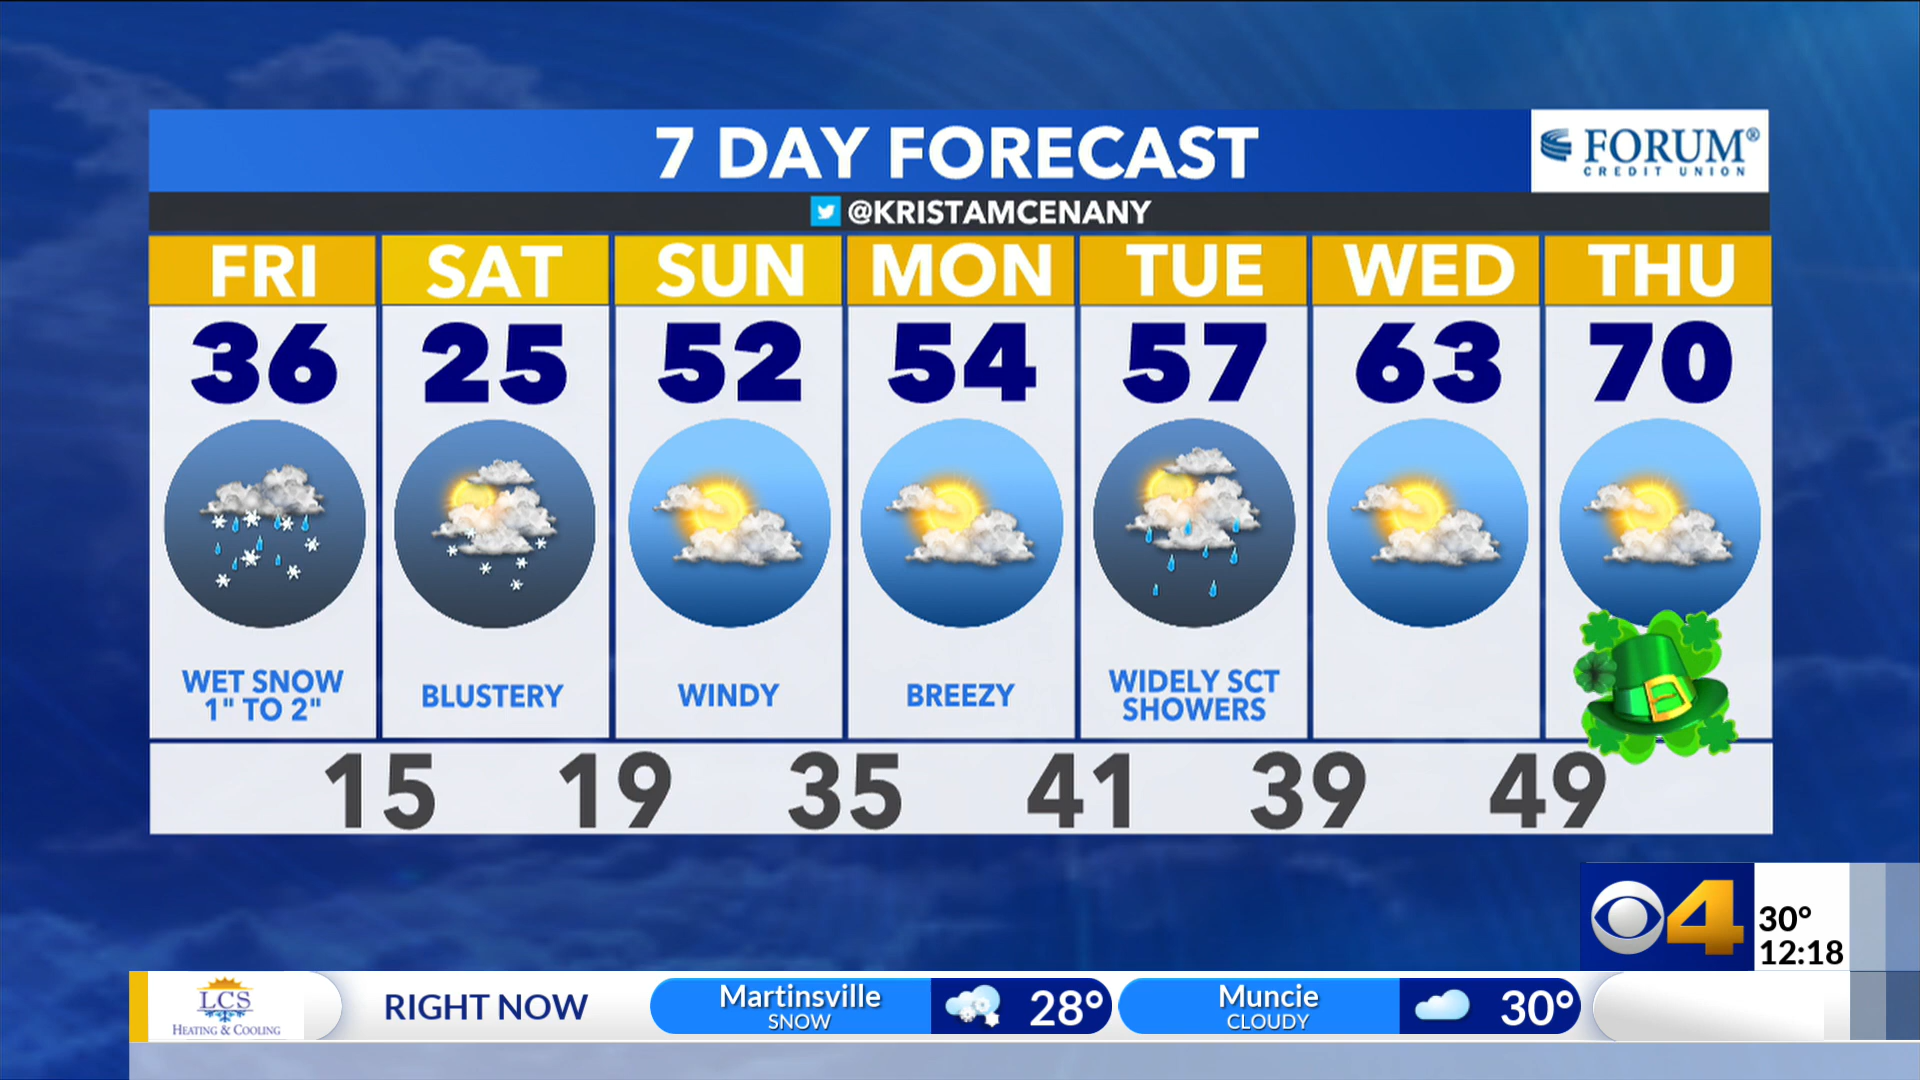 7 DAY FORECAST
FORUM®
CREDIT UNION
@KRISTAMCENANY
FRI SAT SUN MON TUE WED THU
36 25 52 54 57 63 70
WET SNOW
1" TO 2"
BLUSTERY
WINDY
BREEZY
WIDELY SCT
SHOWERS
15 19 35 41 39 49
4
30°
12:18
LCS
HEATING & COOLING
RIGHT NOW
Martinsville
SNOW
28°
Muncie
CLOUDY
30°